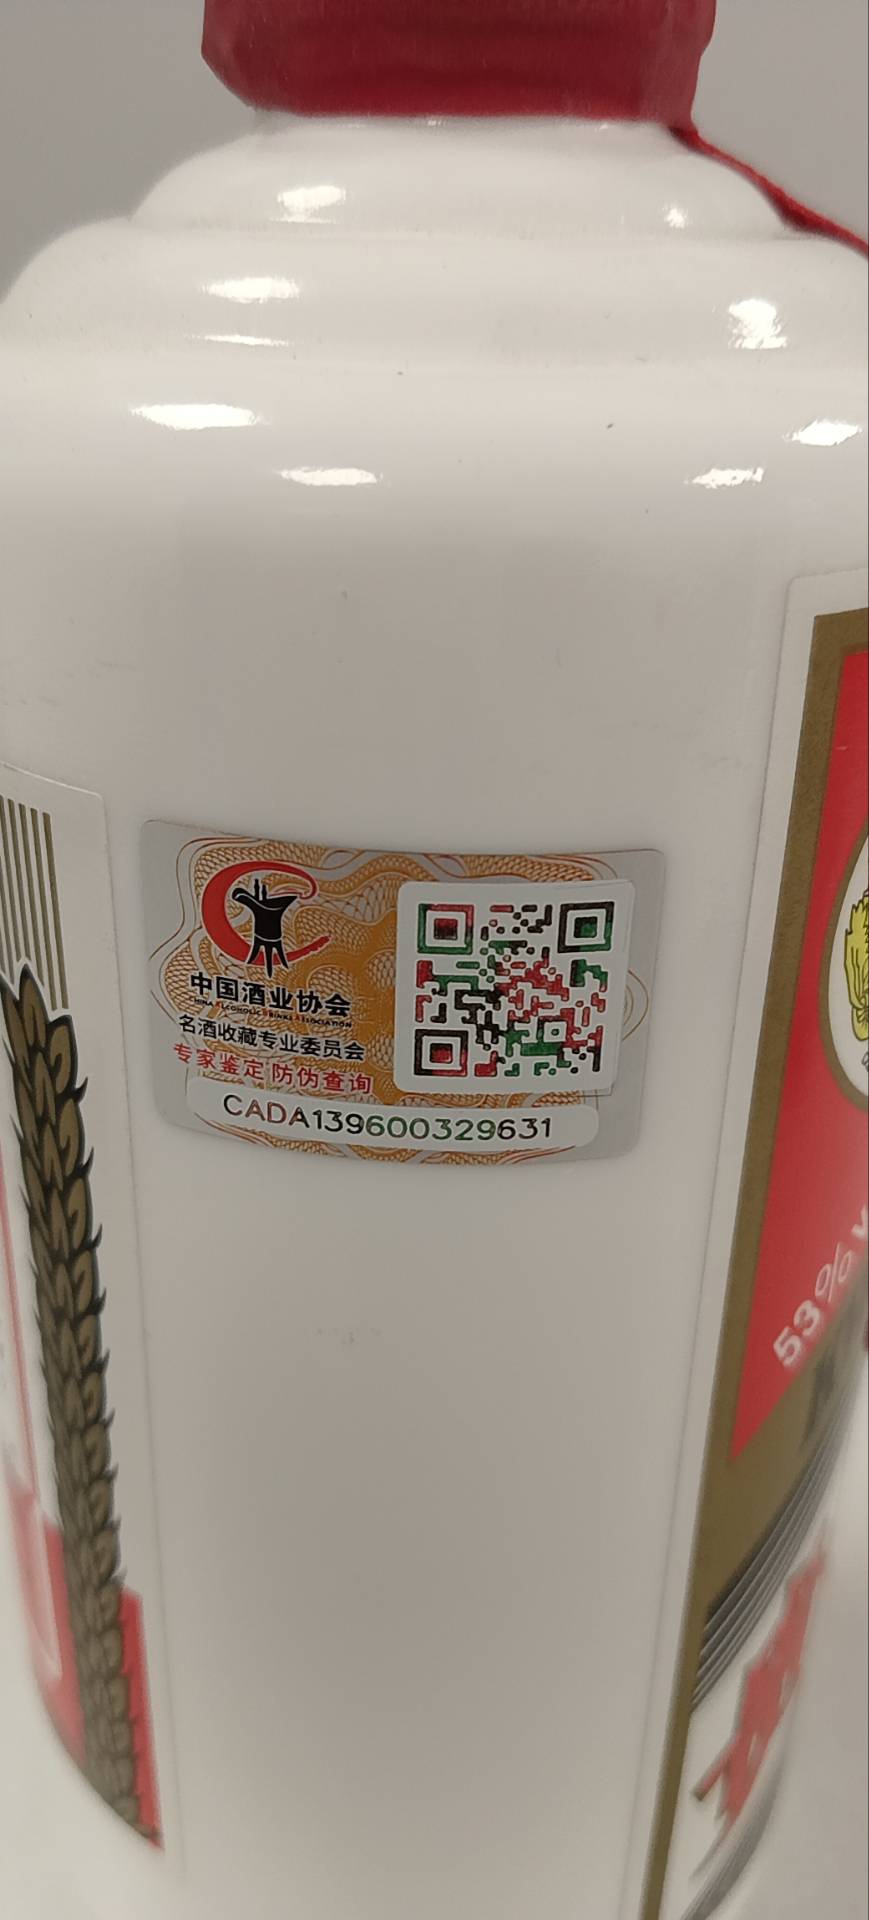 中国酒业协会
CHINA ALCOHOLIC DRINKS ASSOCIATION
名酒收藏专业委员会
专家鉴定 防伪查询
CADA139600329631
53%